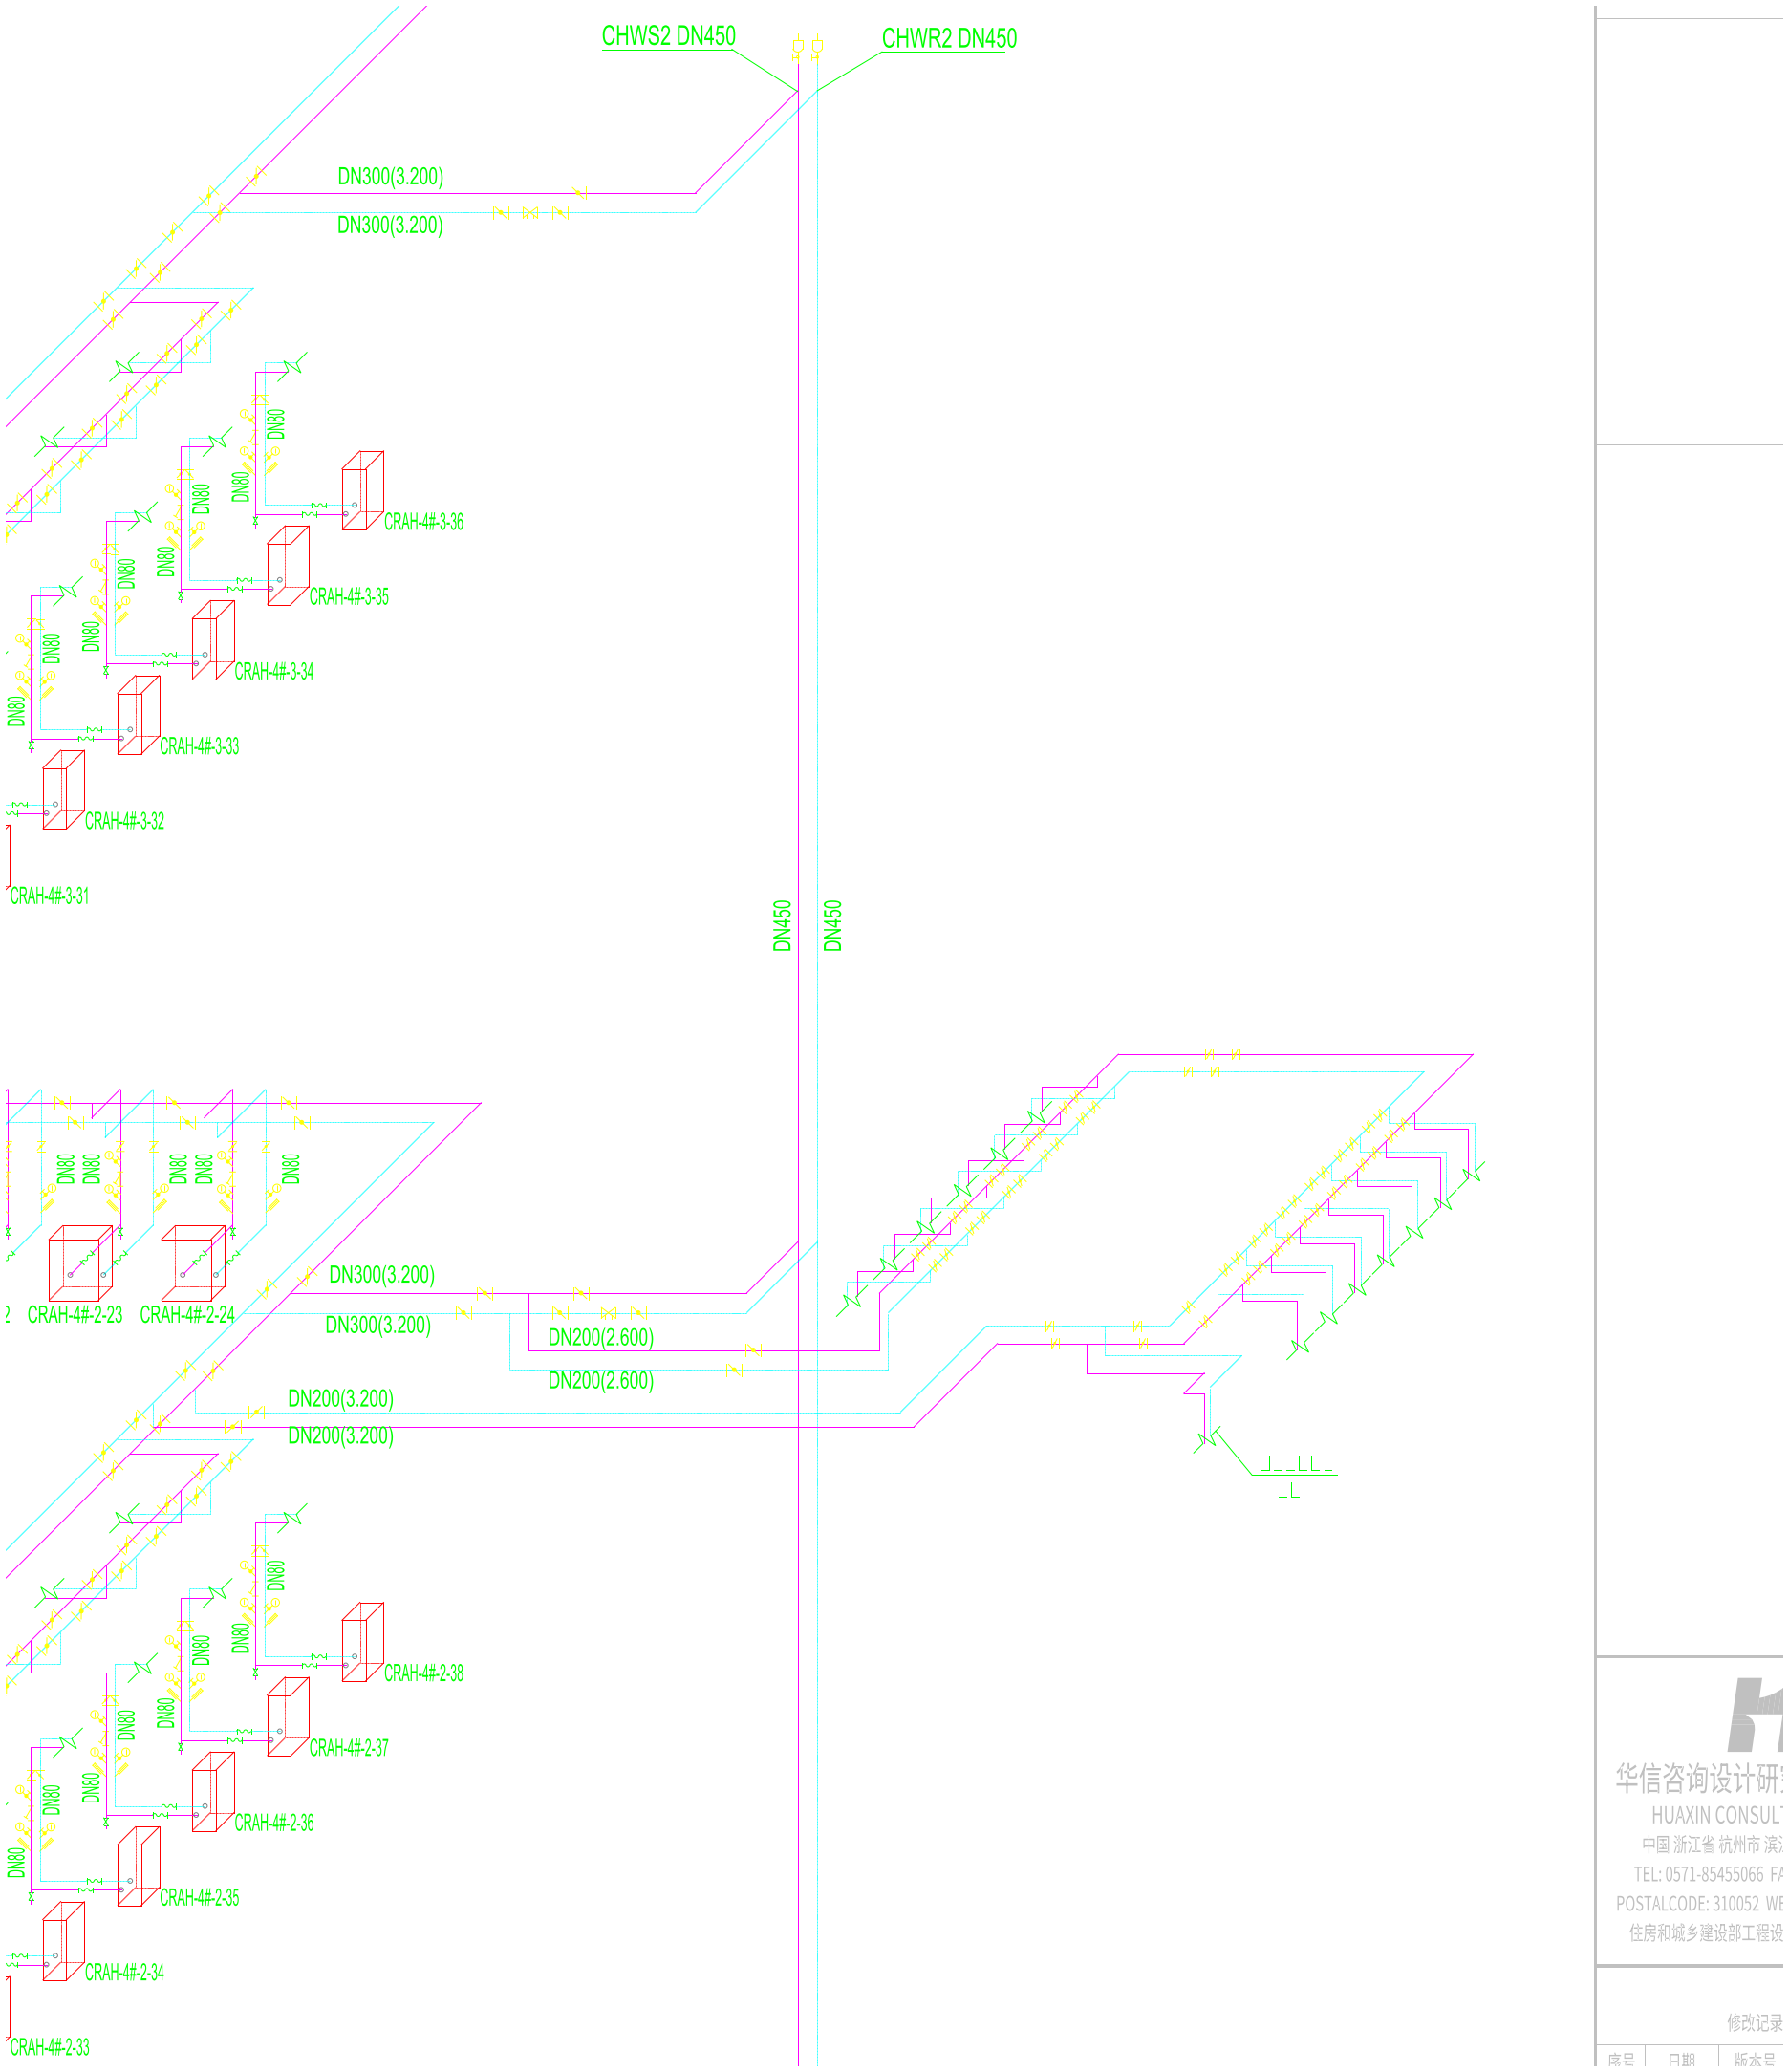 CHWS2 DN450
CHWR2 DN450
DN300(3.200)
DN300(3.200)
DN80
DN80
CRAH-4#-3-36
DN80
DN80
CRAH-4#-3-35
DN80
DN80
CRAH-4#-3-34
DN80
DN80
CRAH-4#-3-33
CRAH-4#-3-32
CRAH-4#-3-31
DN450
DN450
DN80
DN80
DN80
DN80
DN80
CRAH-4#-2-23
CRAH-4#-2-24
DN300(3.200)
DN300(3.200)
DN200(2.600)
DN200(2.600)
DN200(3.200)
DN200(3.200)
DN80
DN80
CRAH-4#-2-38
DN80
DN80
CRAH-4#-2-37
DN80
DN80
CRAH-4#-2-36
DN80
DN80
CRAH-4#-2-35
CRAH-4#-2-34
CRAH-4#-2-33
华信咨询设计研
HUAXIN CONSULT
中国 浙江省 杭州市 滨
TEL: 0571-85455066 FA
POSTALCODE: 310052 WE
住房和城乡建设部工程设
修改记录
序号 日期 版本号